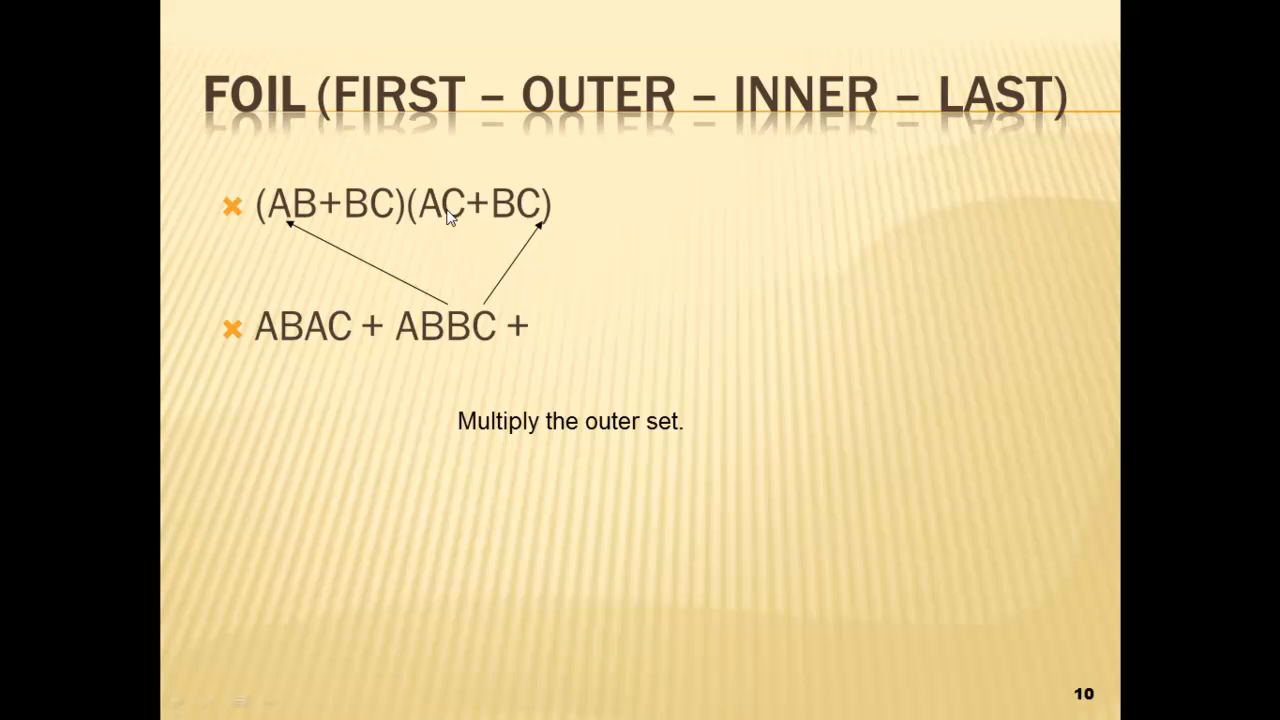 FOIL (FIRST – OUTER – INNER – LAST)
(AB+BC)(AC+BC)
ABAC + ABBC +
Multiply the outer set.
10